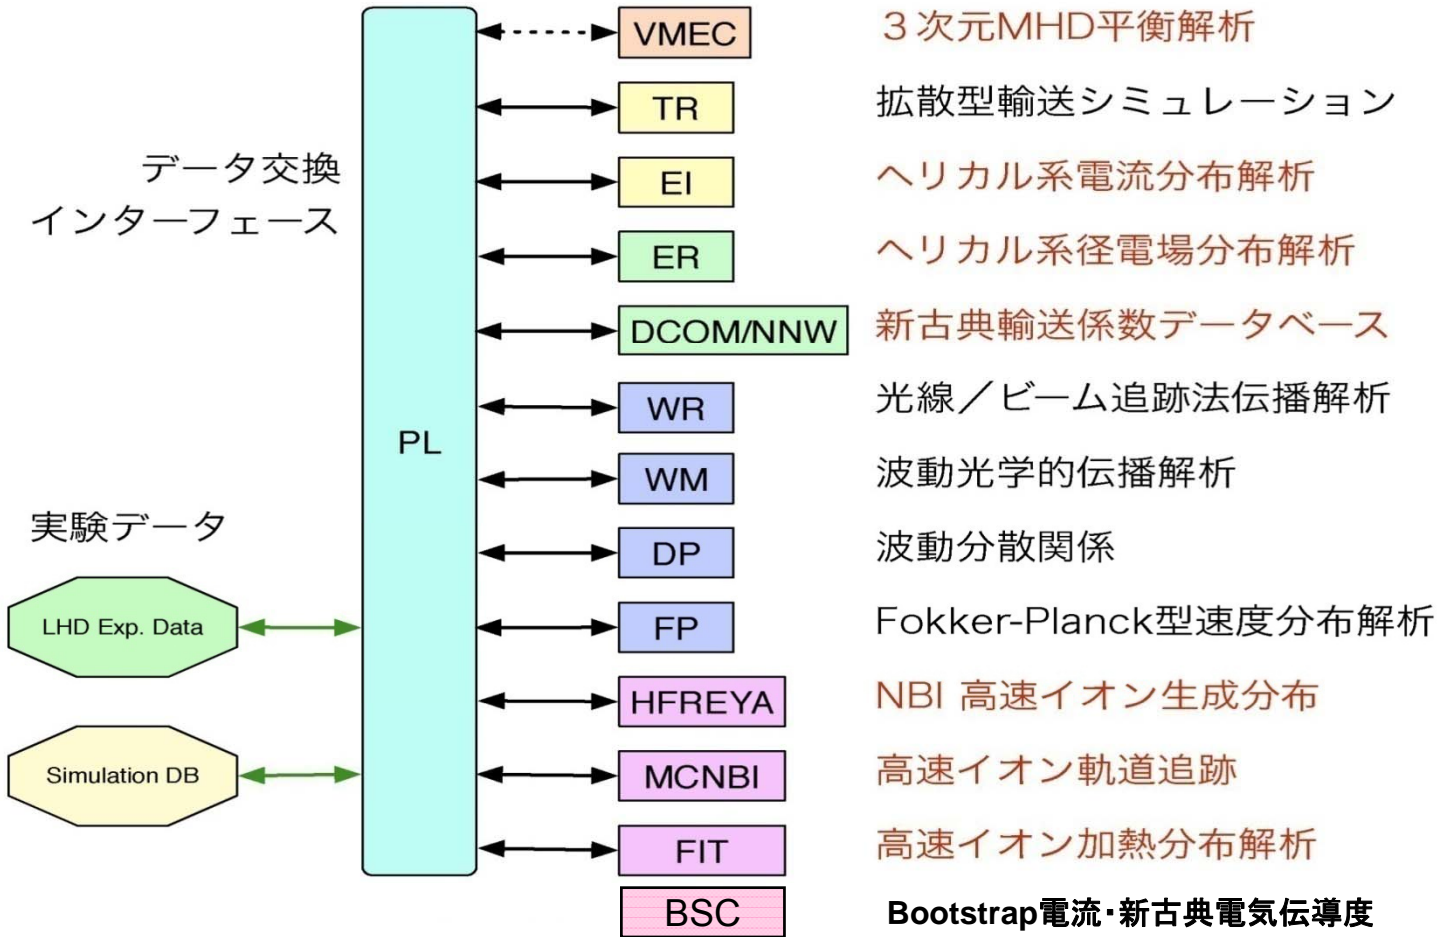 VMEC ３次元MHD平衡解析
TR 拡散型輸送シミュレーション
データ交換
インターフェース
EI ヘリカル系電流分布解析
ER ヘリカル系径電場分布解析
DCOM/NNW 新古典輸送係数データベース
WR 光線／ビーム追跡法伝播解析
PL
WM 波動光学的伝播解析
実験データ
DP 波動分散関係
LHD Exp. Data
FP Fokker-Planck型速度分布解析
HFREYA NBI 高速イオン生成分布
Simulation DB
MCNBI 高速イオン軌道追跡
FIT 高速イオン加熱分布解析
BSC Bootstrap電流・新古典電気伝導度